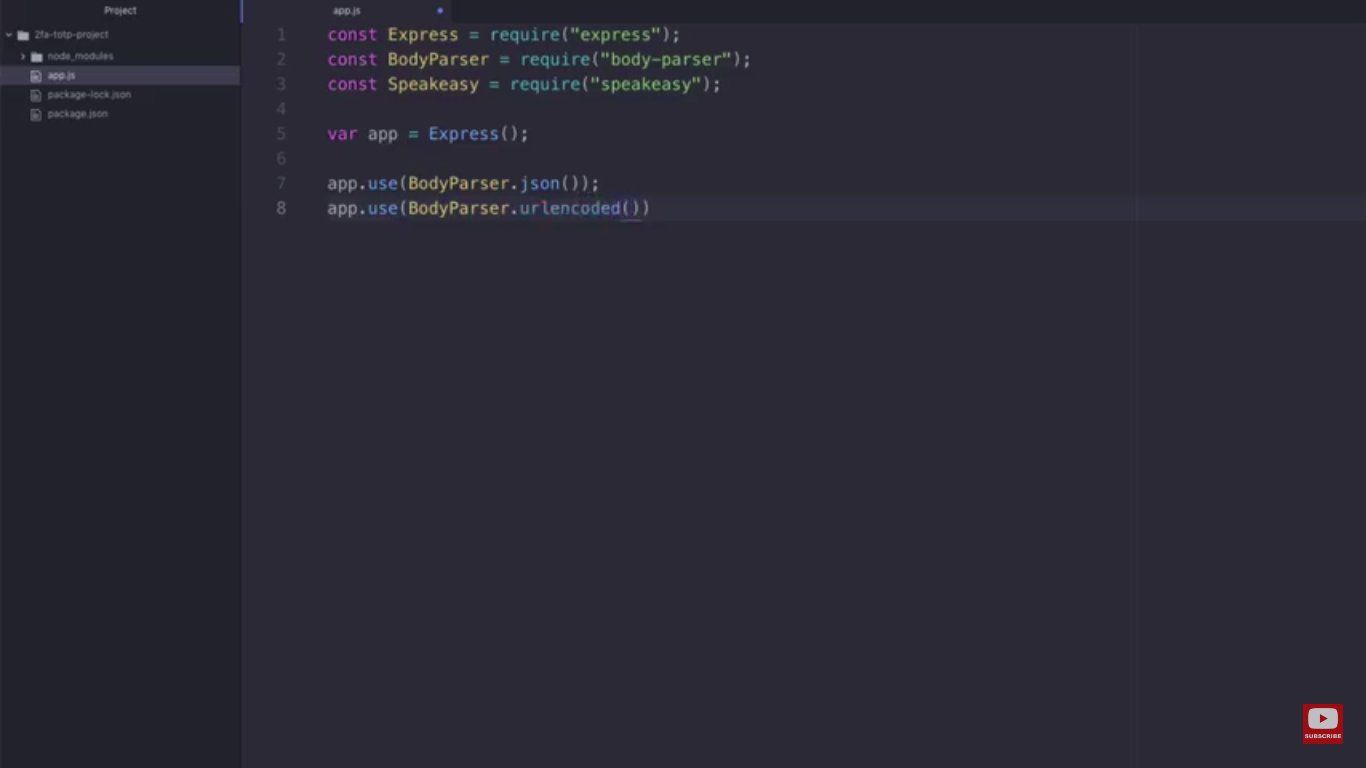 Project
2fa-totp-project
node_modules
app.js
package-lock.json
package.json
app.js
1 const Express = require("express");
2 const BodyParser = require("body-parser");
3 const Speakeasy = require("speakeasy");
4
5 var app = Express();
6
7 app.use(BodyParser.json());
8 app.use(BodyParser.urlencoded())
SUBSCRIBE